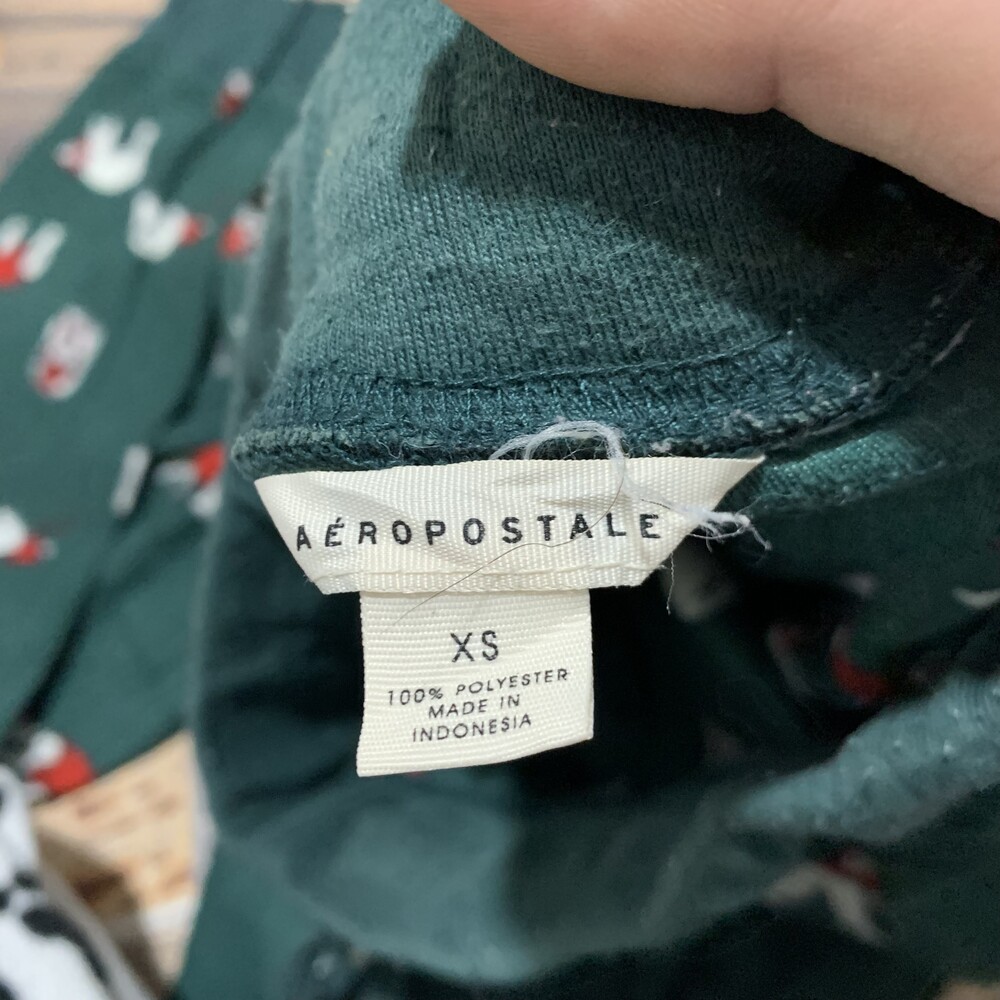 AÉROPOSTALE
XS
100% POLYESTER
MADE IN
INDONESIA